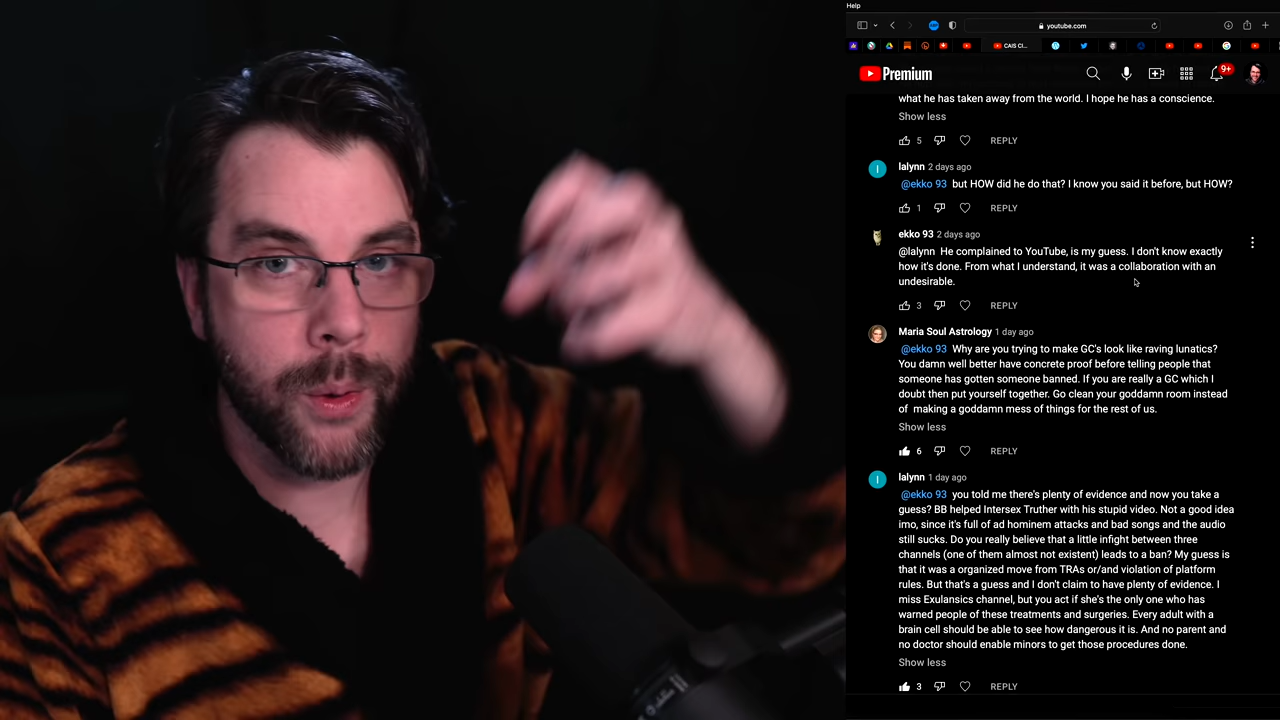 Help
youtube.com
CAIS Cl...
Premium
9+
what he has taken away from the world. I hope he has a conscience.
Show less
5
REPLY
lalynn 2 days ago
@ekko 93 but HOW did he do that? I know you said it before, but HOW?
1
REPLY
ekko 93 2 days ago
@lalynn He complained to YouTube, is my guess. I don't know exactly
how it's done. From what I understand, it was a collaboration with an
undesirable.
3
REPLY
Maria Soul Astrology 1 day ago
@ekko 93 Why are you trying to make GC's look like raving lunatics?
You damn well better have concrete proof before telling people that
someone has gotten someone banned. If you are really a GC which I
doubt then put yourself together. Go clean your goddamn room instead
of making a goddamn mess of things for the rest of us.
Show less
6
REPLY
I
lalynn 1 day ago
@ekko 93 you told me there's plenty of evidence and now you take a
guess? BB helped Intersex Truther with his stupid video. Not a good idea
imo, since it's full of ad hominem attacks and bad songs and the audio
still sucks. Do you really believe that a little infight between three
channels (one of them almost not existent) leads to a ban? My guess is
that it was a organized move from TRAs or/and violation of platform
rules. But that's a guess and I don't claim to have plenty of evidence. I
miss Exulansics channel, but you act if she's the only one who has
warned people of these treatments and surgeries. Every adult with a
brain cell should be able to see how dangerous it is. And no parent and
no doctor should enable minors to get those procedures done.
Show less
3
REPLY